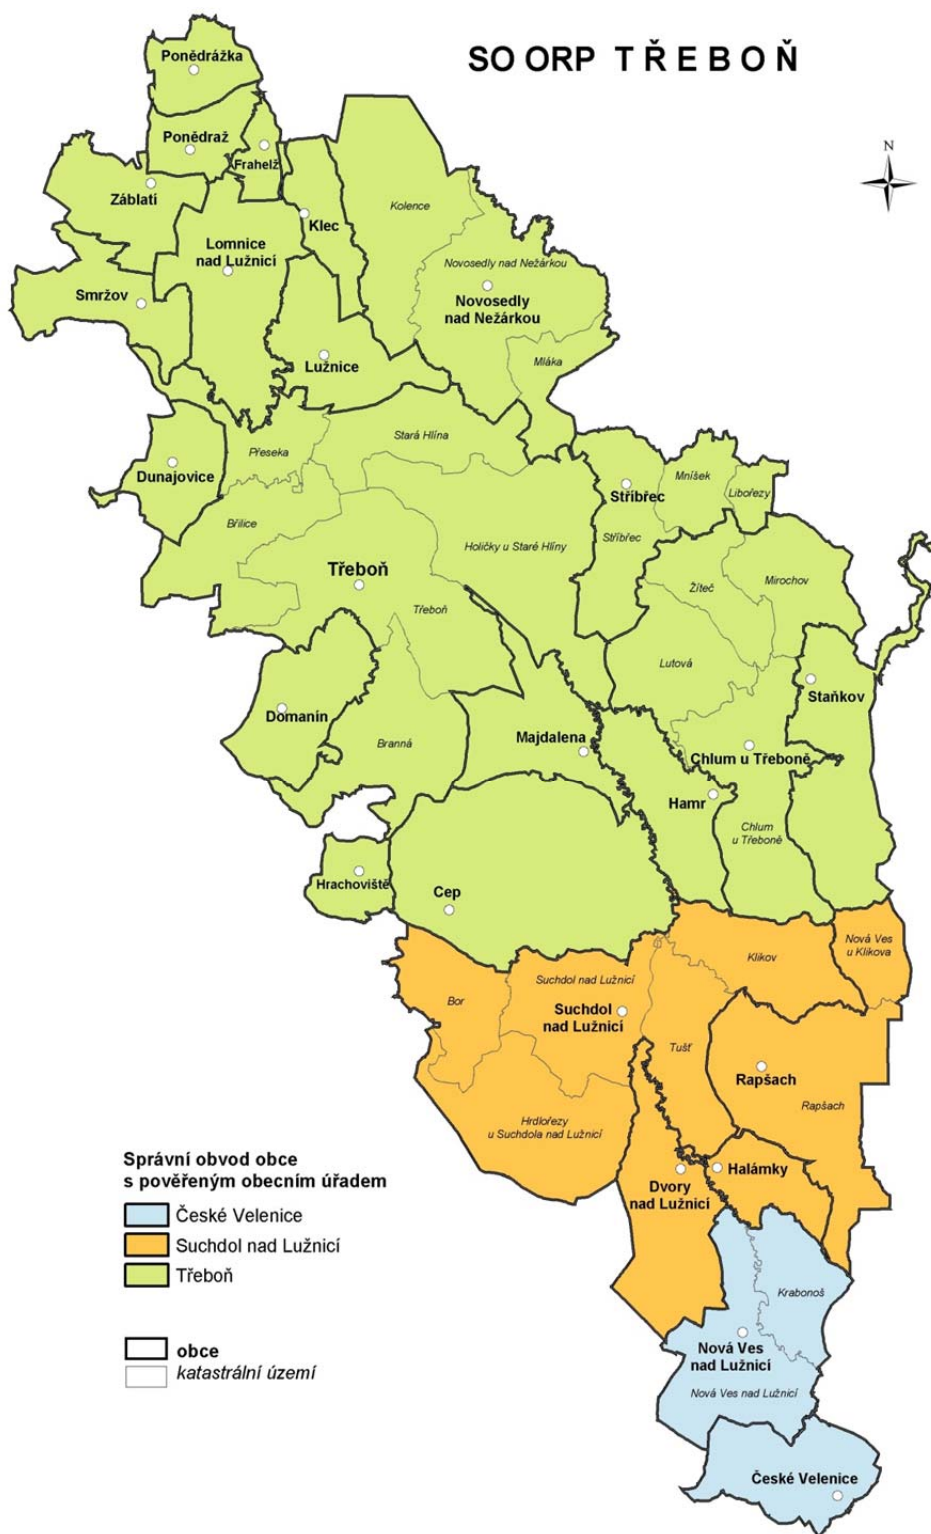 SO ORP TŘEBOŇ
N
Ponědrážka
Ponědraž
Frahelž
Záblatí
Klec
Kolence
Lomnice
nad Lužnicí
Novosedly nad Nežárkou
Smržov
Novosedly
nad Nežárkou
Lužnice
Mláka
Stará Hlína
Přeseka
Dunajovice
Stříbřec
Mníšek
Libořezy
Břilice
Holičky u Staré Hlíny
Stříbřec
Třeboň
Žíteč
Mirochov
Třeboň
Lutová
Staňkov
Domanín
Branná
Majdalena
Chlum u Třeboně
Hamr
Chlum
u Třeboně
Hrachoviště
Cep
Nová Ves
u Klikova
Klikov
Suchdol nad Lužnicí
Bor
Suchdol
nad Lužnicí
Tušť
Rapšach
Rapšach
Hrdlořezy
u Suchdola nad Lužnicí
Halámky
Dvory
nad Lužnicí
Krabonoš
Nová Ves
nad Lužnicí
Nová Ves nad Lužnicí
České Velenice
Správní obvod obce
s pověřeným obecním úřadem
České Velenice
Suchdol nad Lužnicí
Třeboň
obce
katastrální území